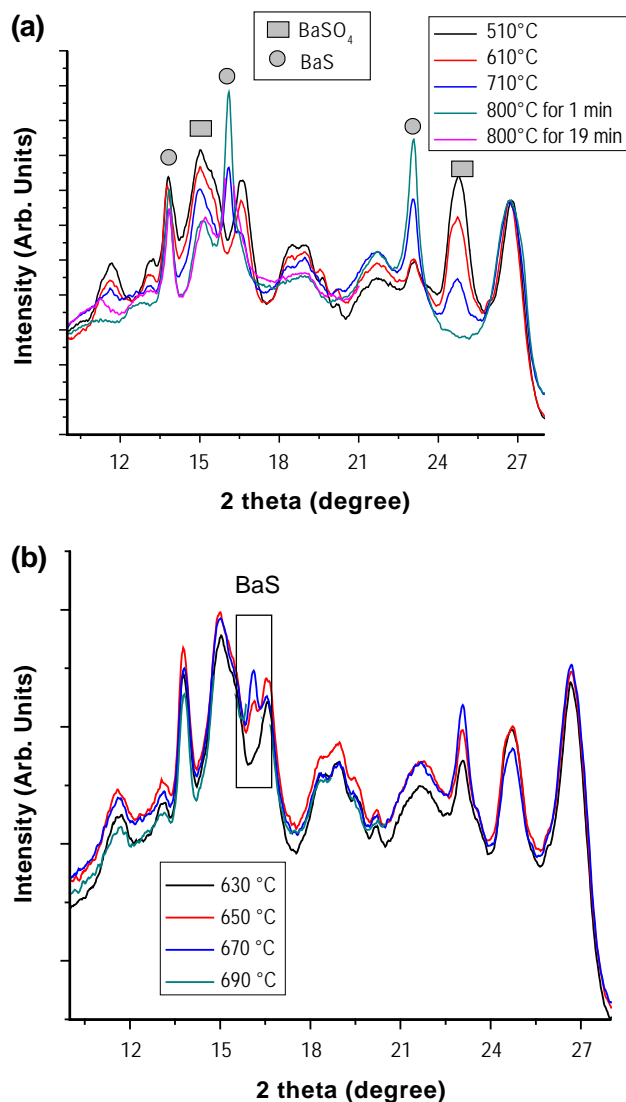 (a)
BaSO4
BaS
510°C
610°C
710°C
800°C for 1 min
800°C for 19 min
Intensity (Arb. Units)
12 15 18 21 24 27
2 theta (degree)
(b)
BaS
Intensity (Arb. Units)
630 °C
650 °C
670 °C
690 °C
12 15 18 21 24 27
2 theta (degree)